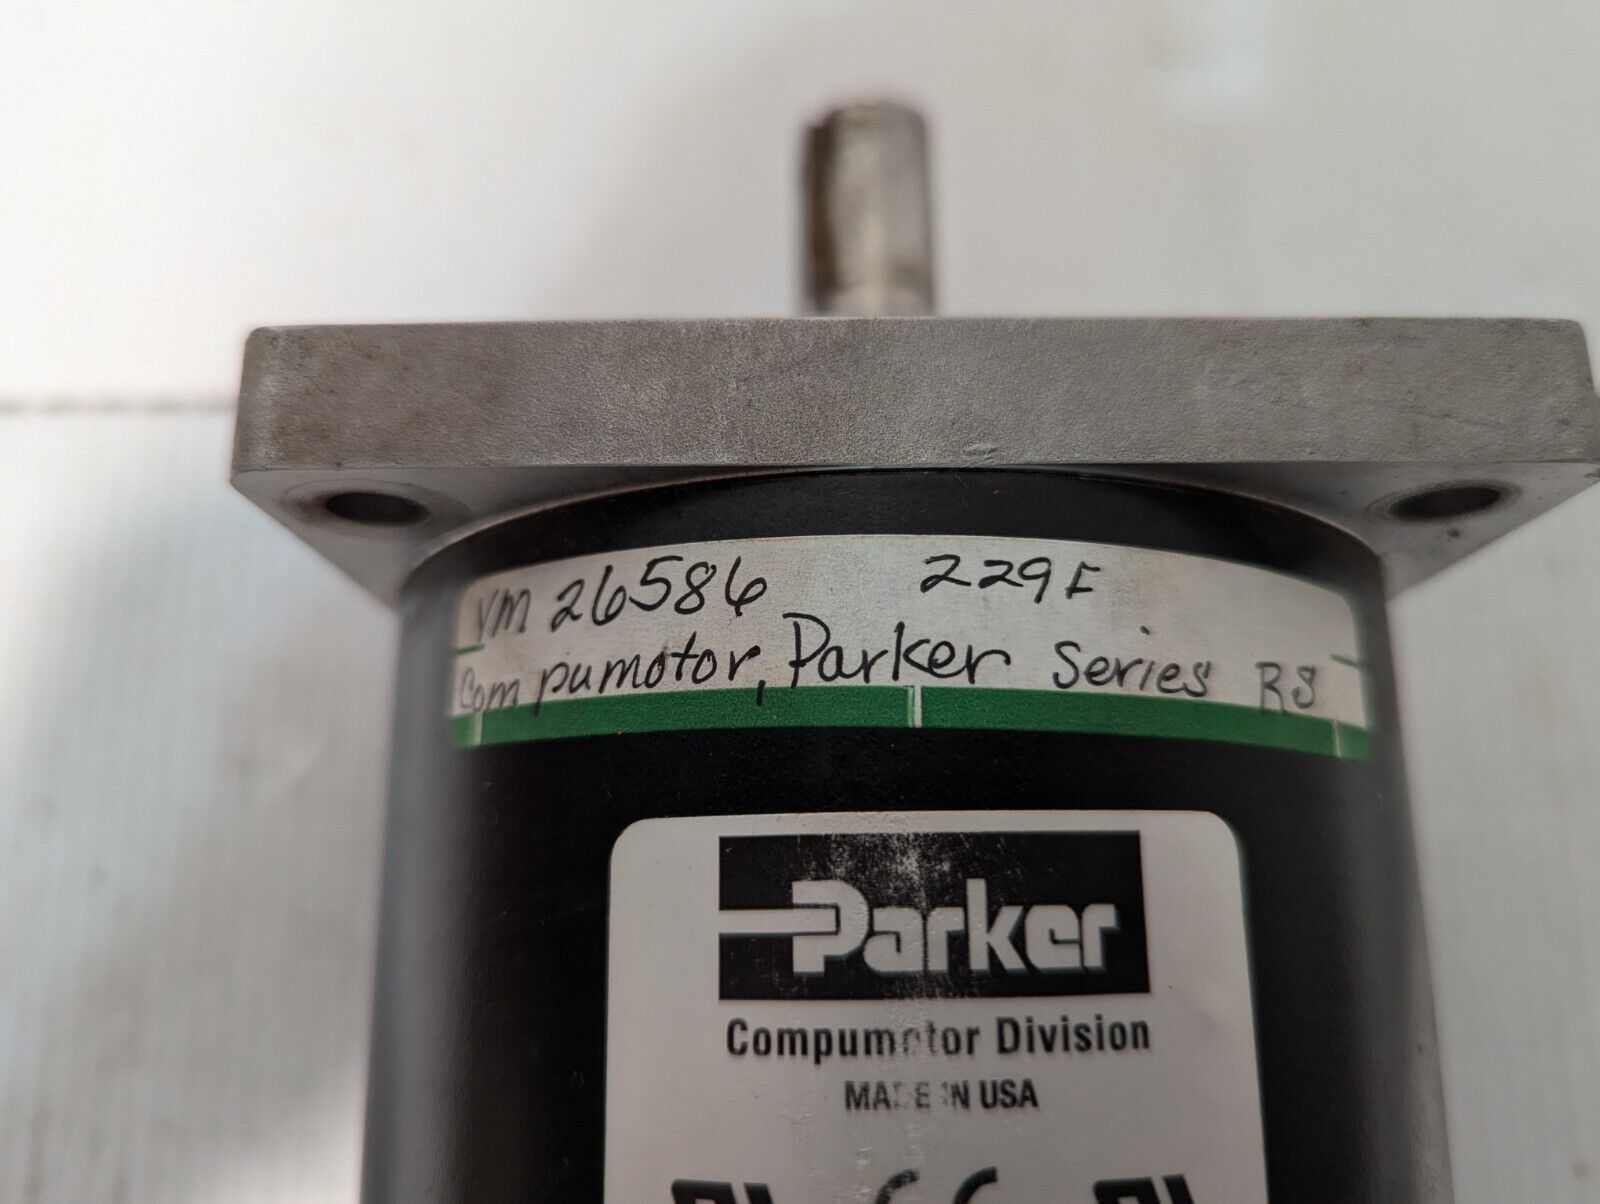 VM 26586 229F
Compumotor, Parker Series RS
Parker
Compumotor Division
MADE IN USA